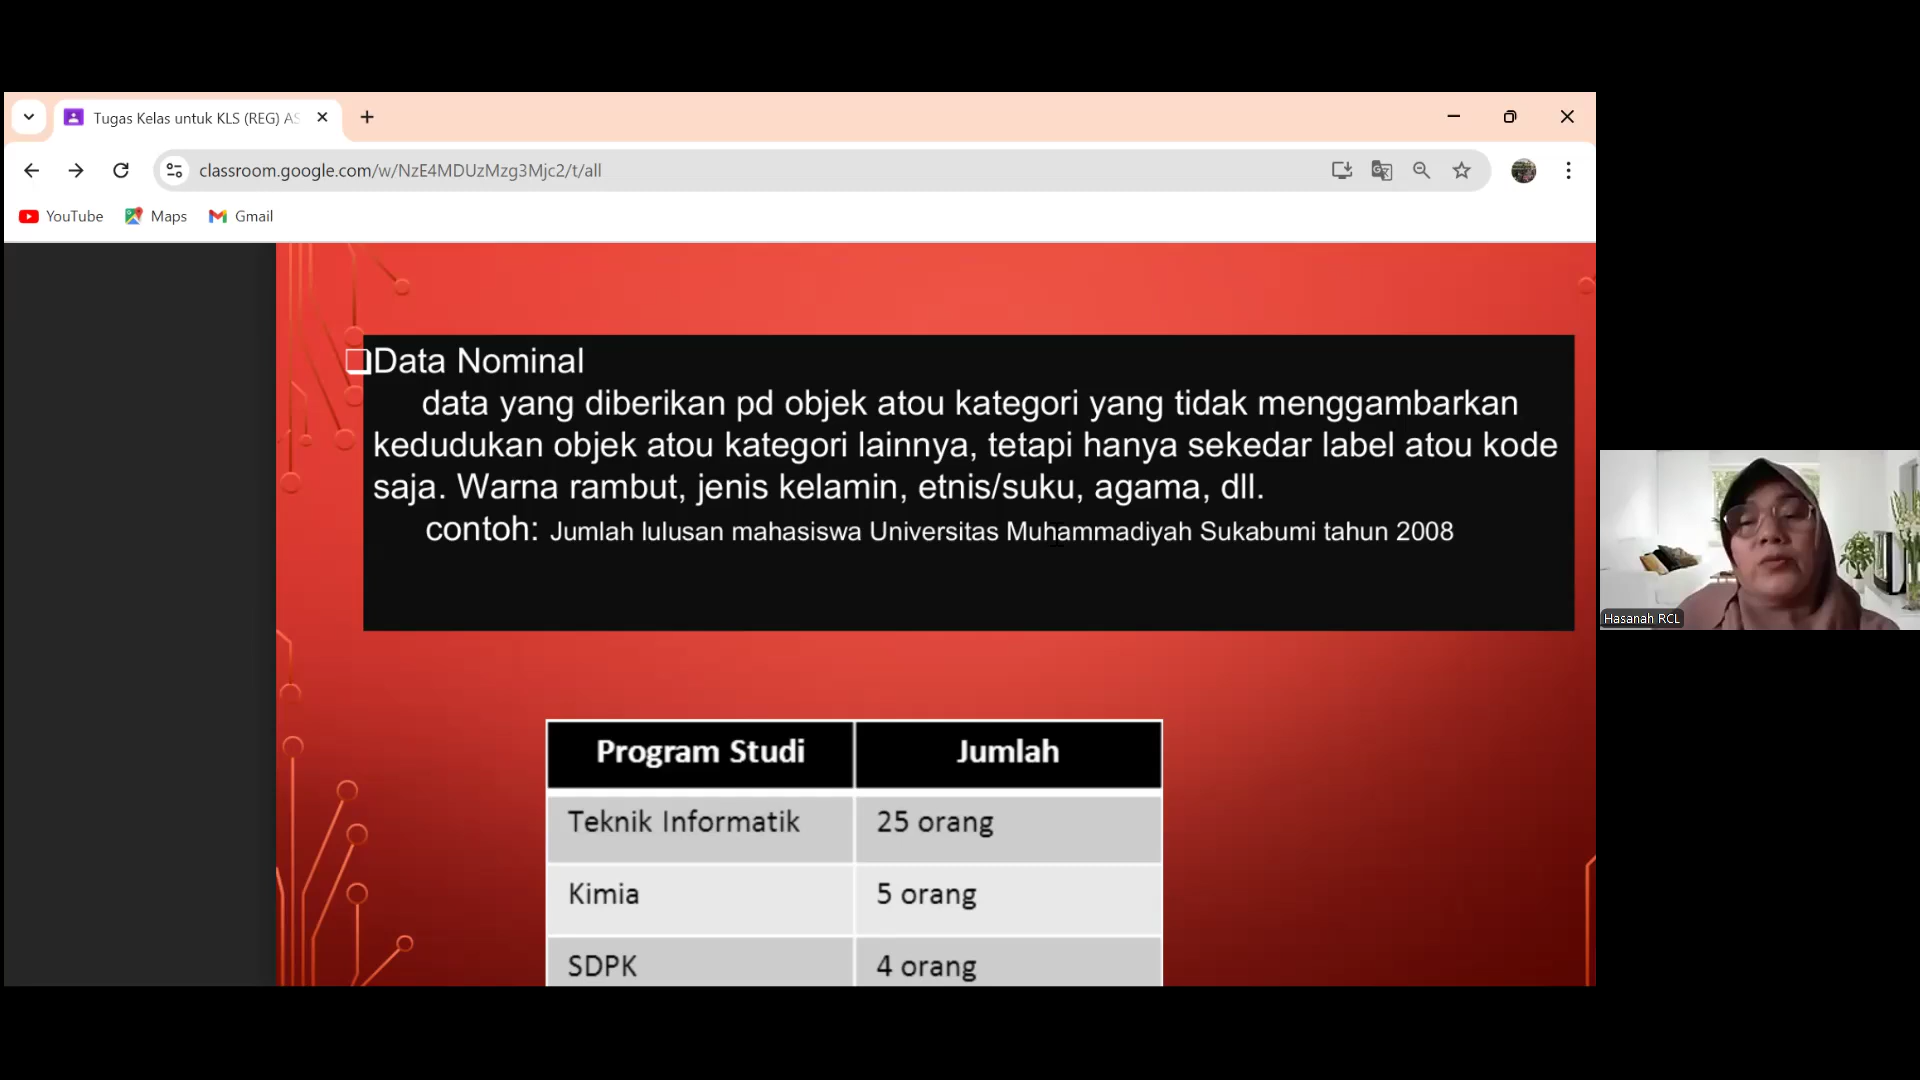 Tugas Kelas untuk KLS (REG) AS
classroom.google.com/w/NzE4MDUzMzg3Mjc2/t/all
YouTube Maps Gmail
Data Nominal
data yang diberikan pd objek atou kategori yang tidak menggambarkan
kedudukan objek atou kategori lainnya, tetapi hanya sekedar label atou kode
saja. Warna rambut, jenis kelamin, etnis/suku, agama, dll.
contoh: Jumlah lulusan mahasiswa Universitas Muhammadiyah Sukabumi tahun 2008
Hasanah RCL
Program Studi Jumlah
Teknik Informatik 25 orang
Kimia 5 orang
SDPK 4 orang